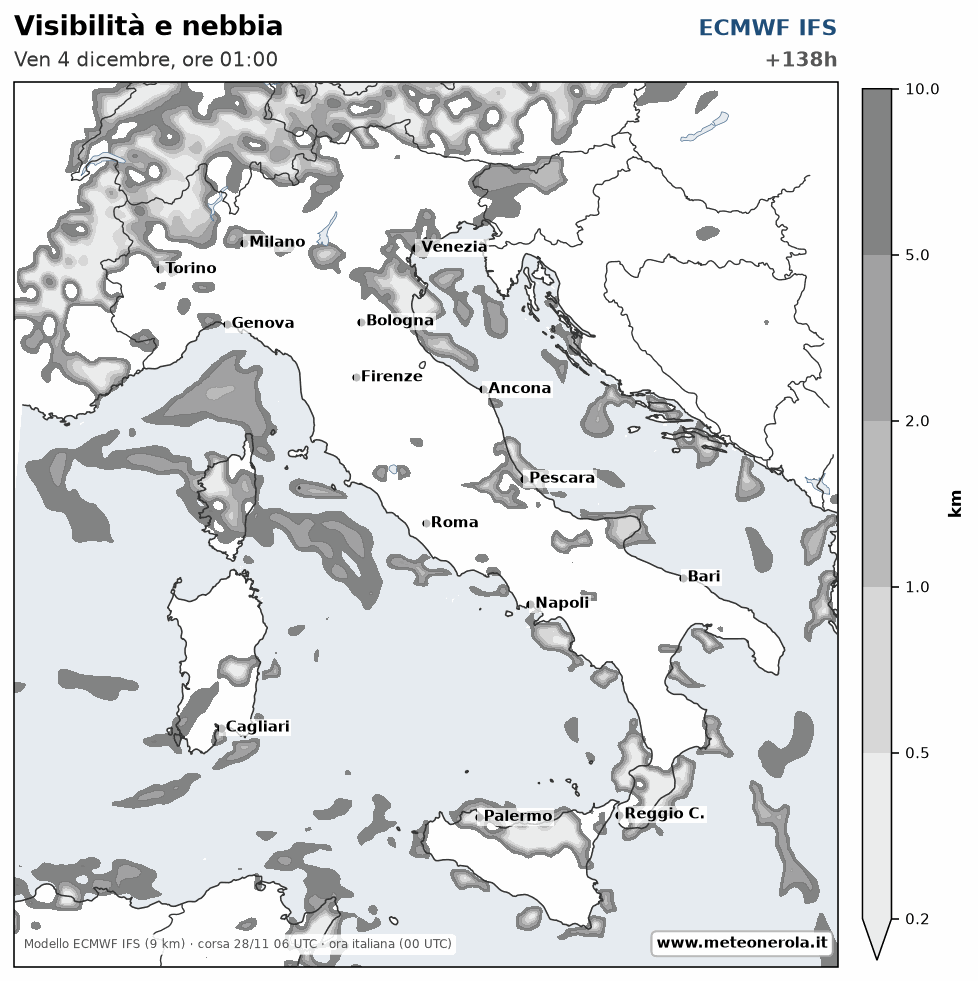 Visibilità e nebbia
ECMWF IFS
Ven 4 dicembre, ore 01:00
+138h
10.0
5.0
2.0
1.0
0.5
0.2
km
Milano
Venezia
Torino
Genova
Bologna
Firenze
Ancona
Pescara
Roma
Bari
Napoli
Cagliari
Palermo
Reggio C.
Modello ECMWF IFS (9 km) · corsa 28/11 06 UTC · ora italiana (00 UTC)
www.meteonerola.it